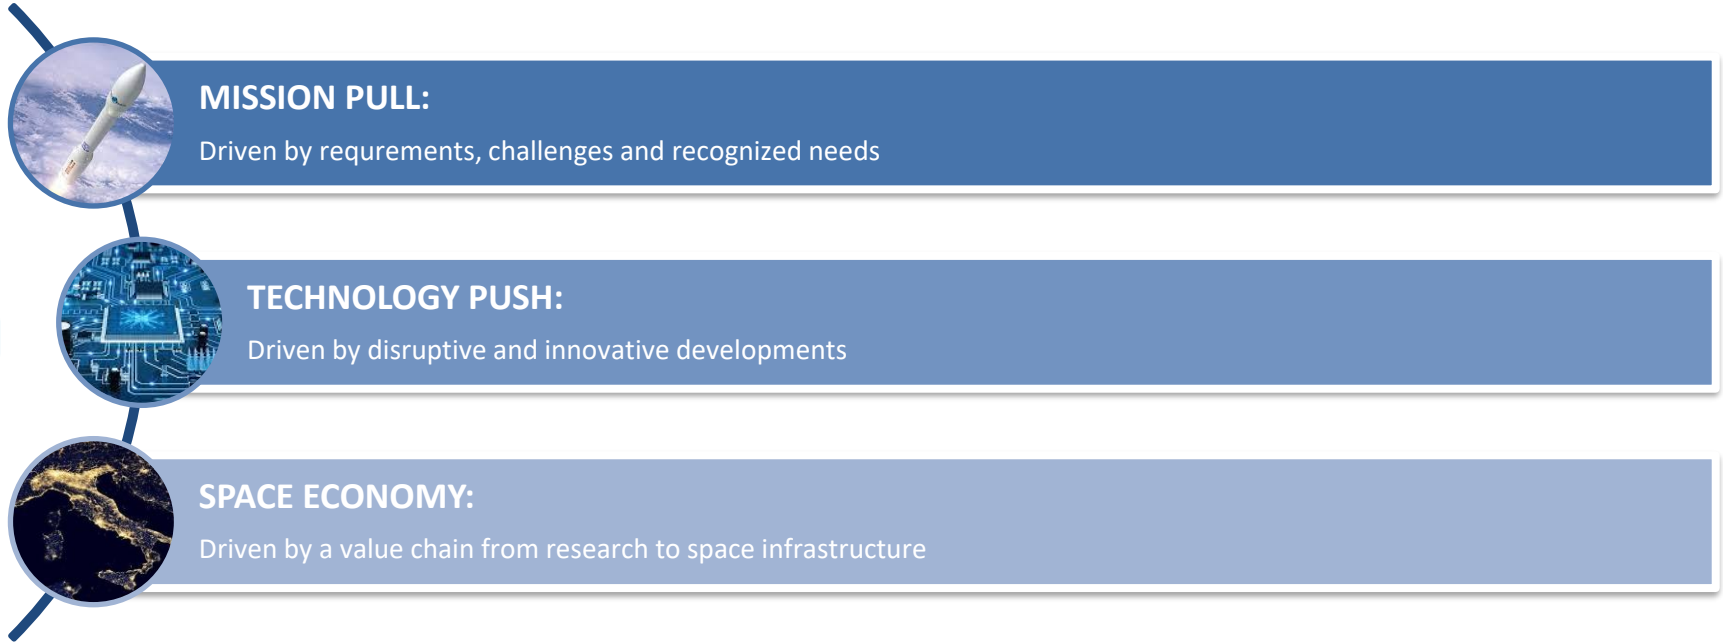 MISSION PULL:
Driven by requrements, challenges and recognized needs
TECHNOLOGY PUSH:
Driven by disruptive and innovative developments
SPACE ECONOMY:
Driven by a value chain from research to space infrastructure